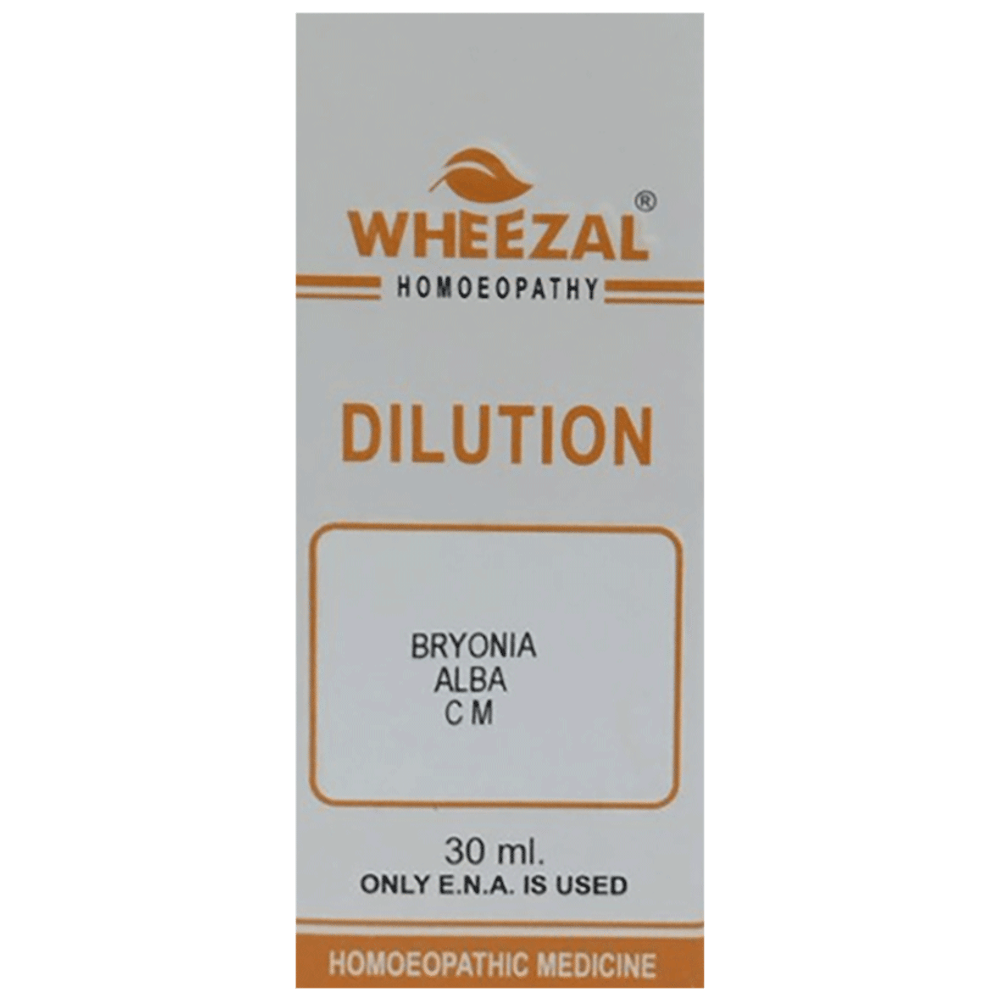 WHEEZAL®
HOMOEOPATHY
DILUTION
BRYONIA
ALBA
C M
30 ml.
ONLY E.N.A. IS USED
HOMOEOPATHIC MEDICINE